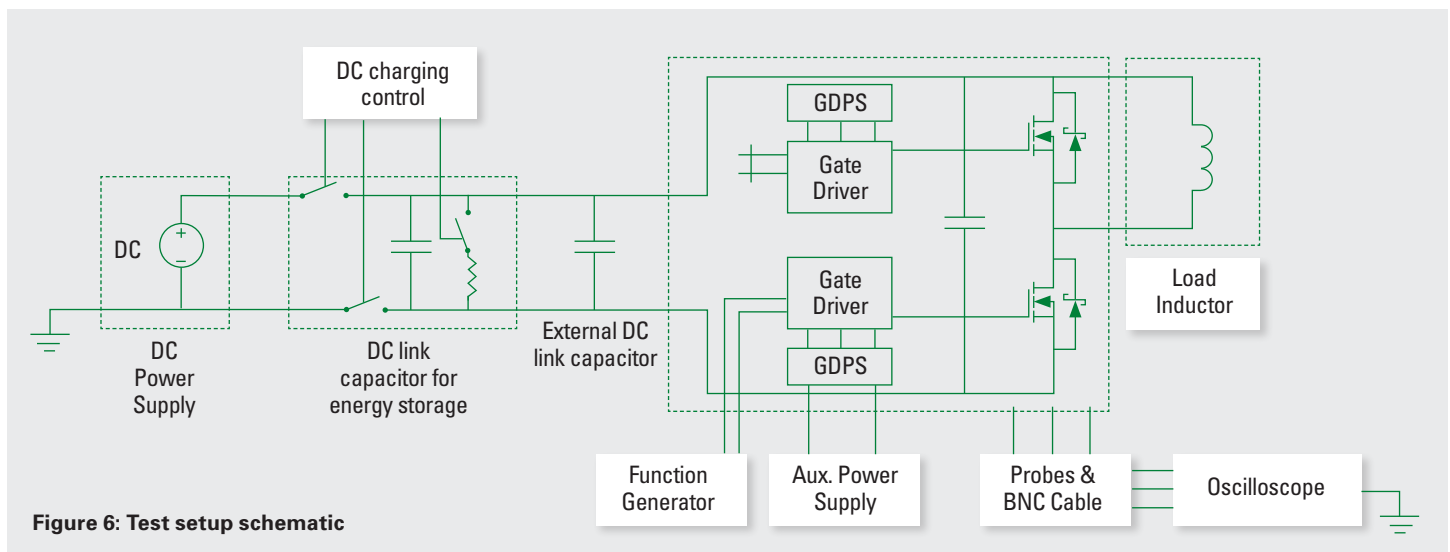 DC charging
control
GDPS
Gate
Driver
DC
+
–
Gate
Driver
GDPS
Load
Inductor
External DC
link capacitor
DC
Power
Supply
DC link
capacitor for
energy storage
Function
Generator
Aux. Power
Supply
Probes &
BNC Cable
Oscilloscope
Figure 6: Test setup schematic